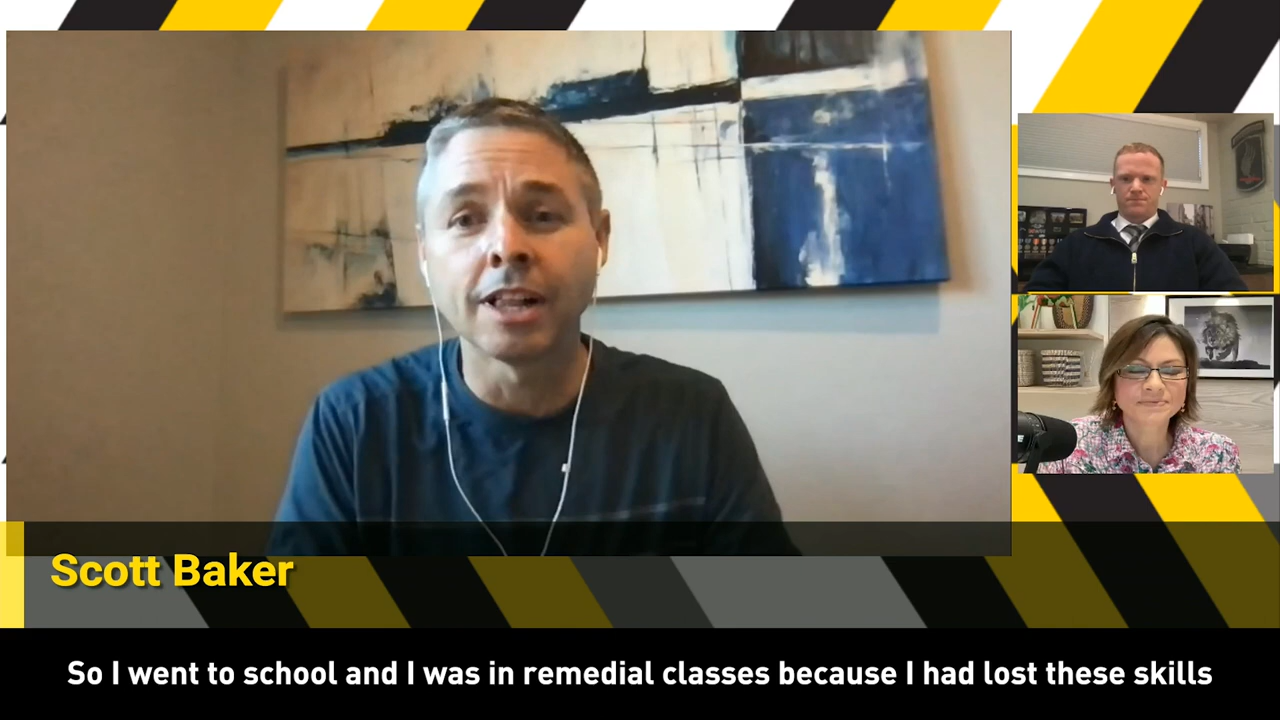 Scott Baker
So I went to school and I was in remedial classes because I had lost these skills